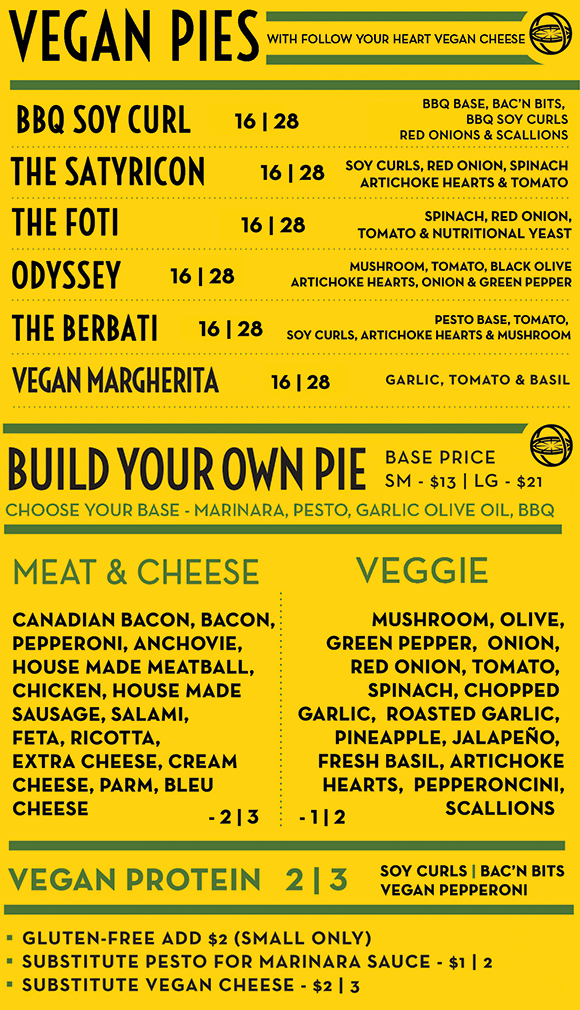 VEGAN PIES WITH FOLLOW YOUR HEART VEGAN CHEESE
BBQ SOY CURL 16 | 28 BBQ BASE, BAC'N BITS,
BBQ SOY CURLS
RED ONIONS & SCALLIONS
THE SATYRICON 16 | 28 SOY CURLS, RED ONION, SPINACH
ARTICHOKE HEARTS & TOMATO
THE FOTI 16 | 28 SPINACH, RED ONION,
TOMATO & NUTRITIONAL YEAST
ODYSSEY 16 | 28 MUSHROOM, TOMATO, BLACK OLIVE
ARTICHOKE HEARTS, ONION & GREEN PEPPER
THE BERBATI 16 | 28 PESTO BASE, TOMATO,
SOY CURLS, ARTICHOKE HEARTS & MUSHROOM
VEGAN MARGHERITA 16 | 28 GARLIC, TOMATO & BASIL
BUILD YOUR OWN PIE BASE PRICE
SM - $13 | LG - $21
CHOOSE YOUR BASE - MARINARA, PESTO, GARLIC OLIVE OIL, BBQ
MEAT & CHEESE
CANADIAN BACON, BACON,
PEPPERONI, ANCHOVIE,
HOUSE MADE MEATBALL,
CHICKEN, HOUSE MADE
SAUSAGE, SALAMI,
FETA, RICOTTA,
EXTRA CHEESE, CREAM
CHEESE, PARM, BLEU
CHEESE - 2 | 3
VEGGIE
MUSHROOM, OLIVE,
GREEN PEPPER, ONION,
RED ONION, TOMATO,
SPINACH, CHOPPED
GARLIC, ROASTED GARLIC,
PINEAPPLE, JALAPEÑO,
FRESH BASIL, ARTICHOKE
HEARTS, PEPPERONCINI,
SCALLIONS
- 1 | 2
VEGAN PROTEIN 2 | 3 SOY CURLS | BAC'N BITS
VEGAN PEPPERONI
▪ GLUTEN-FREE ADD $2 (SMALL ONLY)
▪ SUBSTITUTE PESTO FOR MARINARA SAUCE - $1 | 2
▪ SUBSTITUTE VEGAN CHEESE - $2 | 3